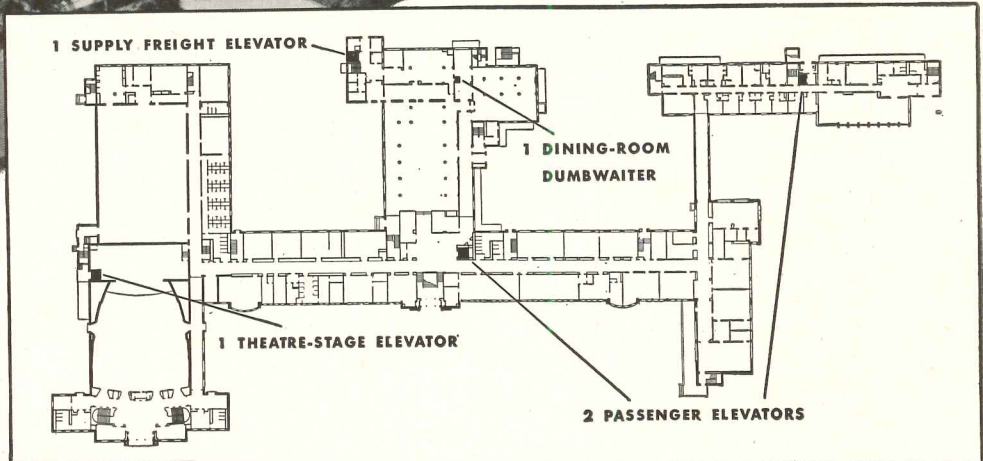 1 SUPPLY FREIGHT ELEVATOR
1 DINING-ROOM
DUMBWAITER
1 THEATRE-STAGE ELEVATOR
2 PASSENGER ELEVATORS